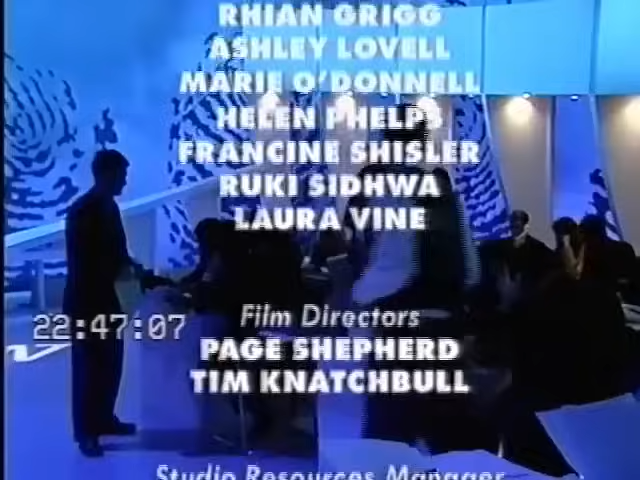 RHIAN GRIGG
ASHLEY LOVELL
MARIE O'DONNELL
HELEN PHELPS
FRANCINE SHISLER
RUKI SIDHWA
LAURA VINE
Film Directors
22:47:07
PAGE SHEPHERD
TIM KNATCHBULL
Studio Resources Manager